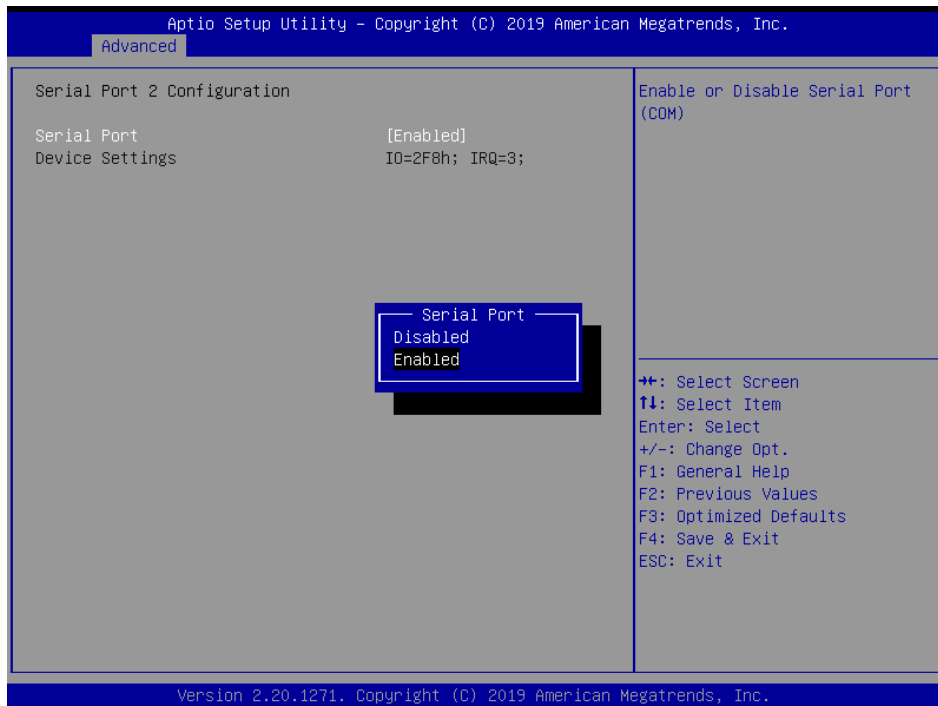 Aptio Setup Utility – Copyright (C) 2019 American Megatrends, Inc.
Advanced
Serial Port 2 Configuration
Serial Port [Enabled]
Device Settings IO=2F8h; IRQ=3;
Enable or Disable Serial Port
(COM)
Serial Port
Disabled
Enabled
→←: Select Screen
↑↓: Select Item
Enter: Select
+/-: Change Opt.
F1: General Help
F2: Previous Values
F3: Optimized Defaults
F4: Save & Exit
ESC: Exit
Version 2.20.1271. Copyright (C) 2019 American Megatrends, Inc.